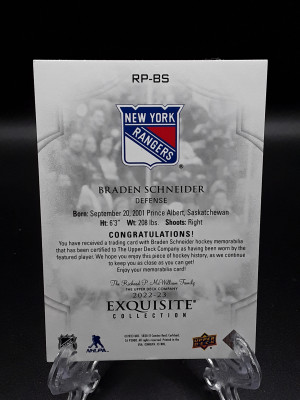 RP-BS
NEW YORK
RANGERS
BRADEN SCHNEIDER
DEFENSE
Born: September 20, 2001 Prince Albert, Saskatchewan
Ht: 6'3" Wt: 208 lbs. Shoots: Right
CONGRATULATIONS!
You have received a trading card with Braden Schneider hockey memorabilia
that has been certified to The Upper Deck Company as having been worn by the
featured player. We hope you enjoy this piece of hockey history, as we continue
to keep you as close as you can get!
Enjoy your memorabilia card!
The Richard P. McWilliam Family
THE UPPER DECK COMPANY
2022-23
EXQUISITE
COLLECTION
NHL
NHLPA
UPPER DECK